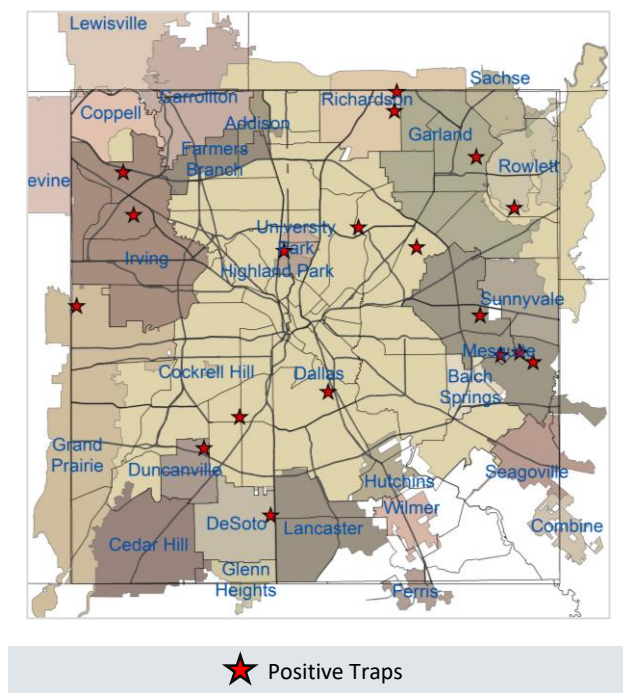 Lewisville
Sachse
Carrollton
Richardson
Coppell
Addison
Garland
Farmers
Branch
Rowlett
evine
University
Park
Irving
Highland Park
Sunnyvale
Mesquite
Cockrell Hill
Dallas
Balch
Springs
Grand
Prairie
Duncanville
Seagoville
Hutchins
DeSoto
Lancaster
Wilmer
Combine
Cedar Hill
Glenn
Heights
Ferris
Positive Traps